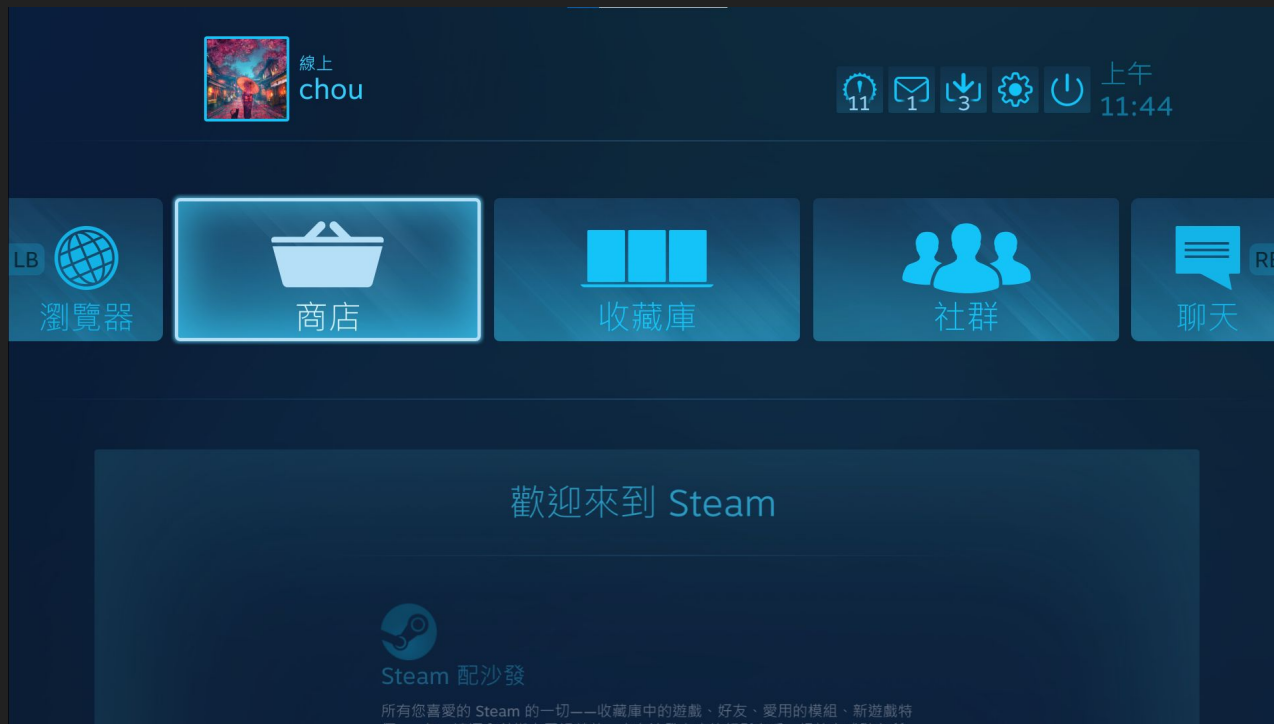 線上
chou
11
1
3
上午
11:44
LB
瀏覽器
商店
收藏庫
社群
聊天
歡迎來到 Steam
Steam 配沙發
所有您喜愛的 Steam 的一切——收藏庫中的遊戲、好友、愛用的模組、新遊戲特